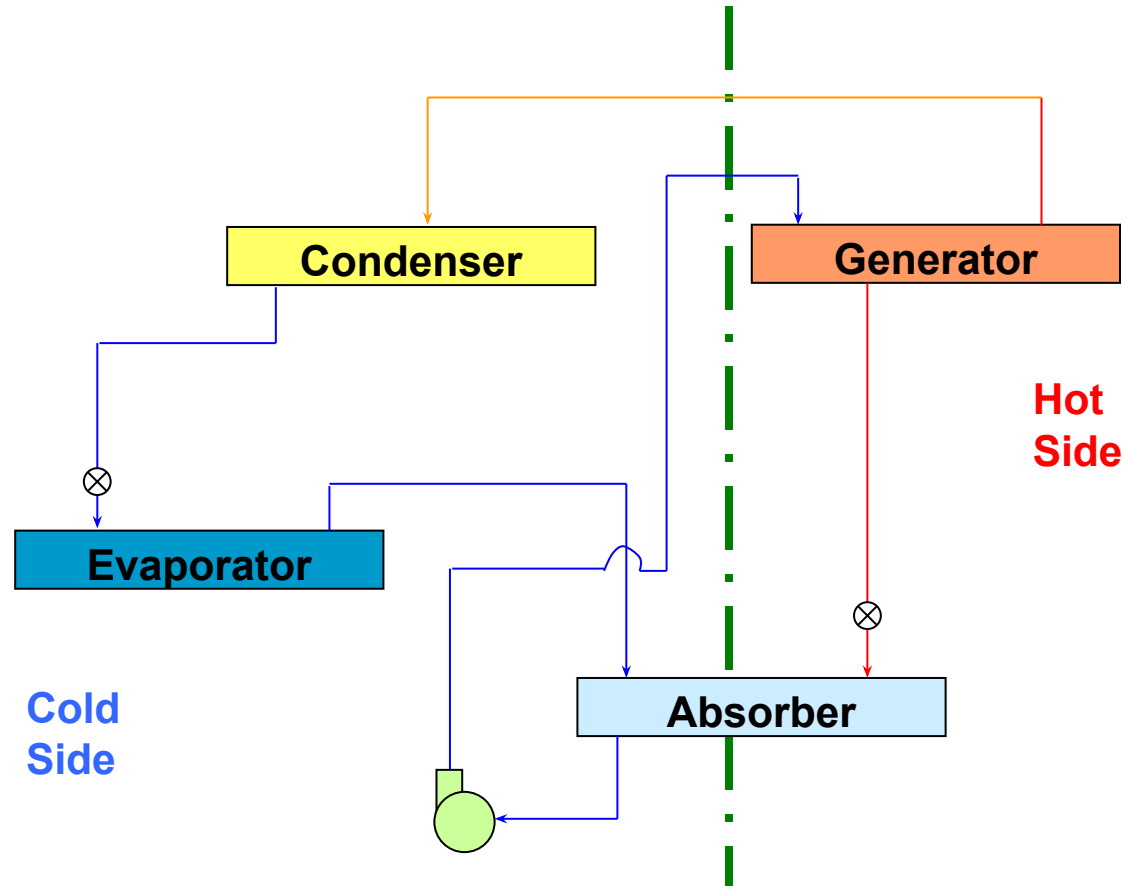 Condenser
Generator
Hot
Side
Evaporator
Cold
Side
Absorber